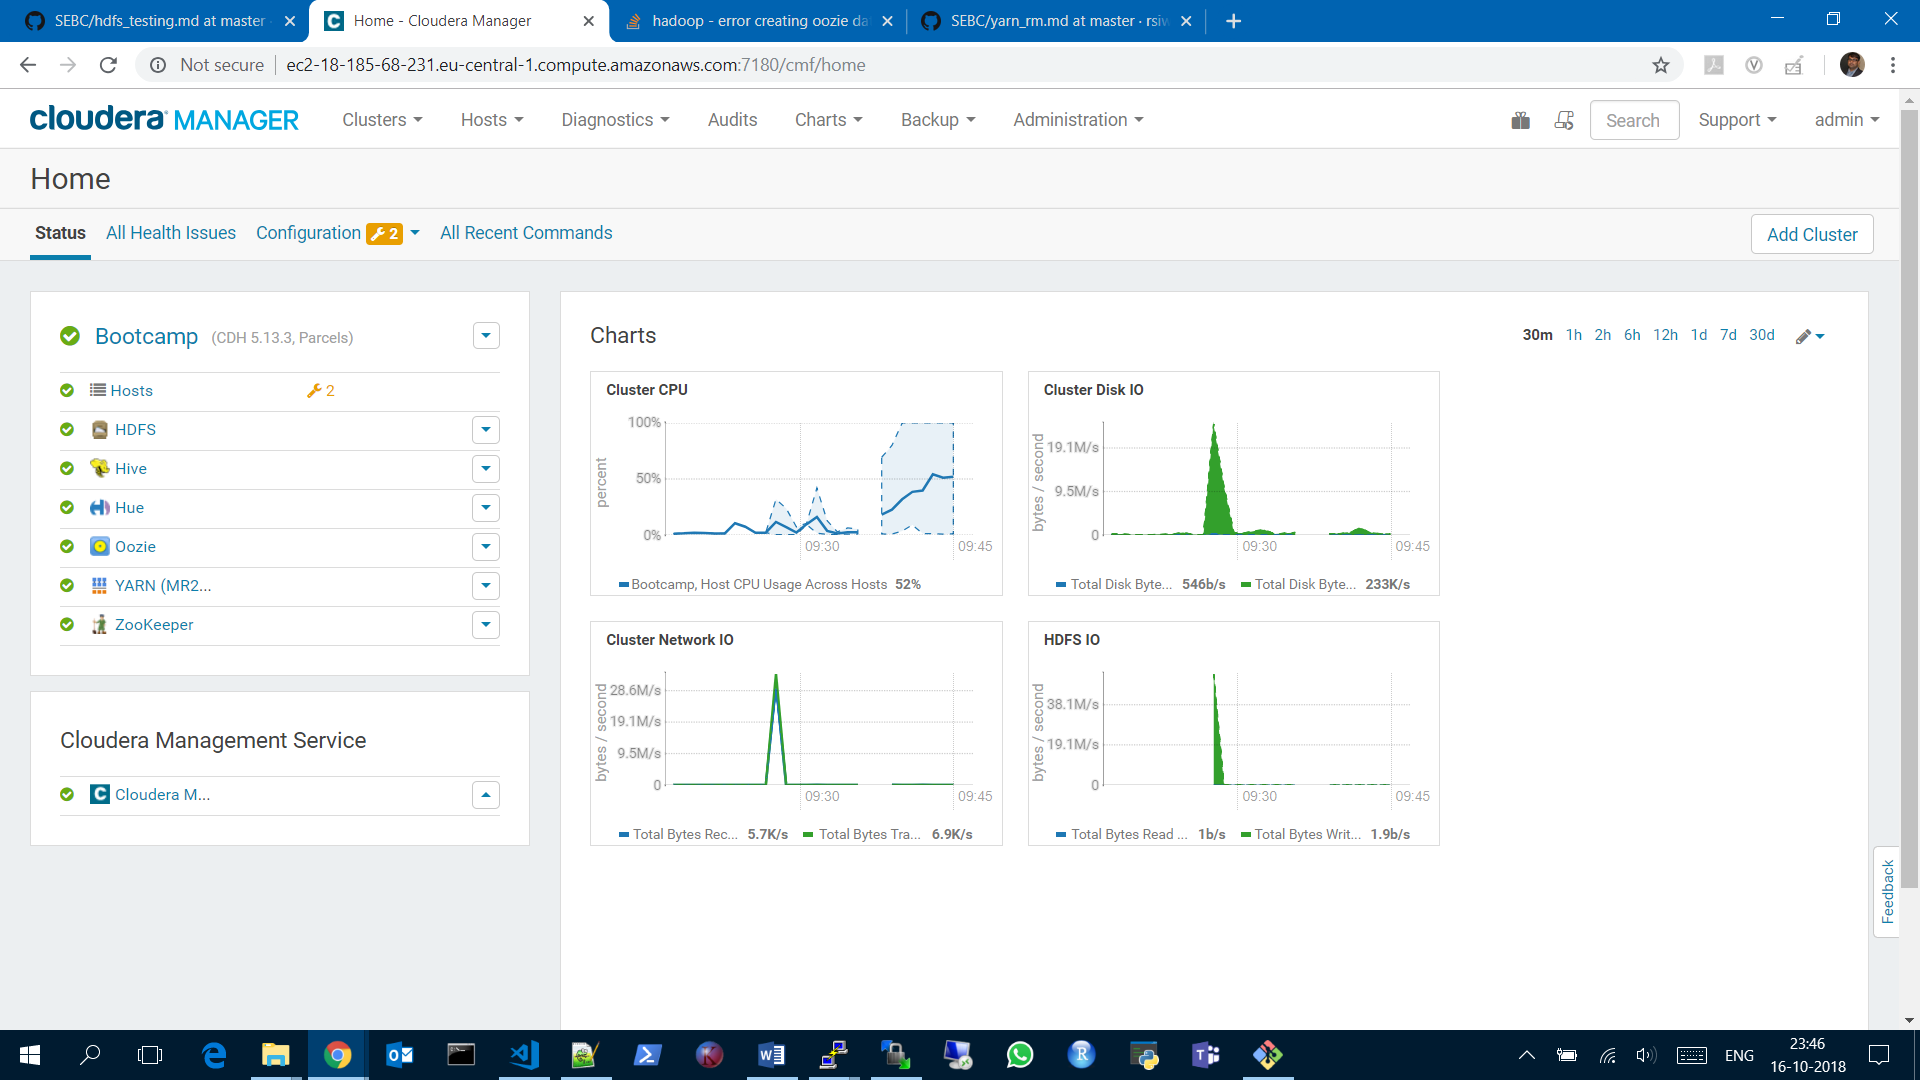 SEBC/hdfs_testing.md at master
Home - Cloudera Manager
hadoop - error creating oozie da
SEBC/yarn_rm.md at master · rsiw
Not secure
ec2-18-185-68-231.eu-central-1.compute.amazonaws.com:7180/cmf/home
cloudera MANAGER
Clusters
Hosts
Diagnostics
Audits
Charts
Backup
Administration
Search
Support
admin
Home
Status
All Health Issues
Configuration
2
All Recent Commands
Add Cluster
Bootcamp (CDH 5.13.3, Parcels)
Hosts
2
HDFS
Hive
Hue
Oozie
YARN (MR2...
ZooKeeper
Cloudera Management Service
C Cloudera M...
Charts
30m 1h 2h 6h 12h 1d 7d 30d
Cluster CPU
percent
100%
50%
0%
09:30
09:45
Bootcamp, Host CPU Usage Across Hosts 52%
Cluster Disk IO
bytes / second
19.1M/s
9.5M/s
0
09:30
09:45
Total Disk Byte... 546b/s
Total Disk Byte... 233K/s
Cluster Network IO
bytes / second
28.6M/s
19.1M/s
9.5M/s
0
09:30
09:45
Total Bytes Rec... 5.7K/s
Total Bytes Tra... 6.9K/s
HDFS IO
bytes / second
38.1M/s
19.1M/s
0
09:30
09:45
Total Bytes Read ... 1b/s
Total Bytes Writ... 1.9b/s
Feedback
ENG
23:46
16-10-2018